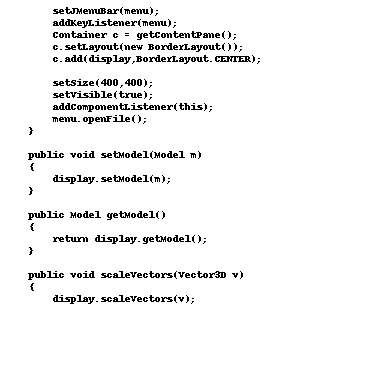 setJMenuBar(menu);
addKeyListener(menu);
Container c = getContentPane();
c.setLayout(new BorderLayout());
c.add(display,BorderLayout.CENTER);
setSize(400,400);
setVisible(true);
addComponentListener(this);
menu.openFile();
}
public void setModel(Model m)
{
display.setModel(m);
}
public Model getModel()
{
return display.getModel();
}
public void scaleVectors(Vector3D v)
{
display.scaleVectors(v);